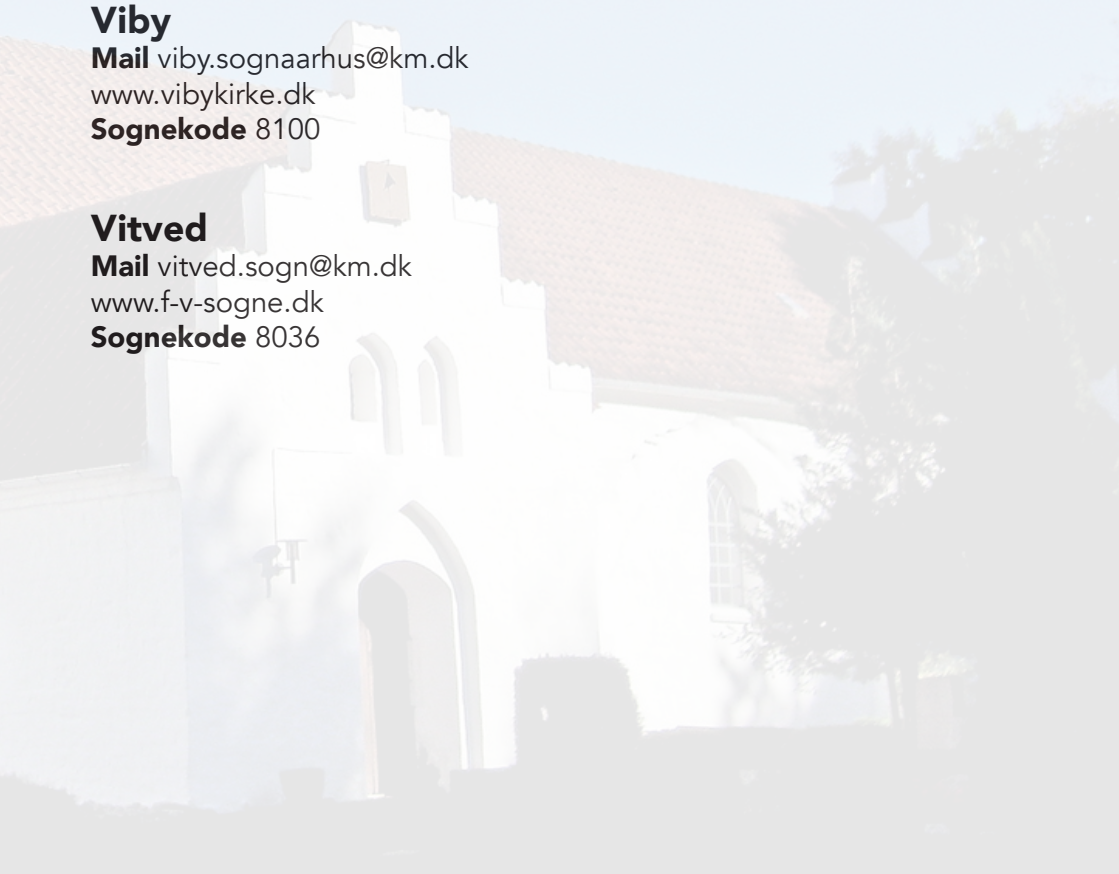 Viby
Mail viby.sognaarhus@km.dk
www.vibykirke.dk
Sognekode 8100
Vitved
Mail vitved.sogn@km.dk
www.f-v-sogne.dk
Sognekode 8036